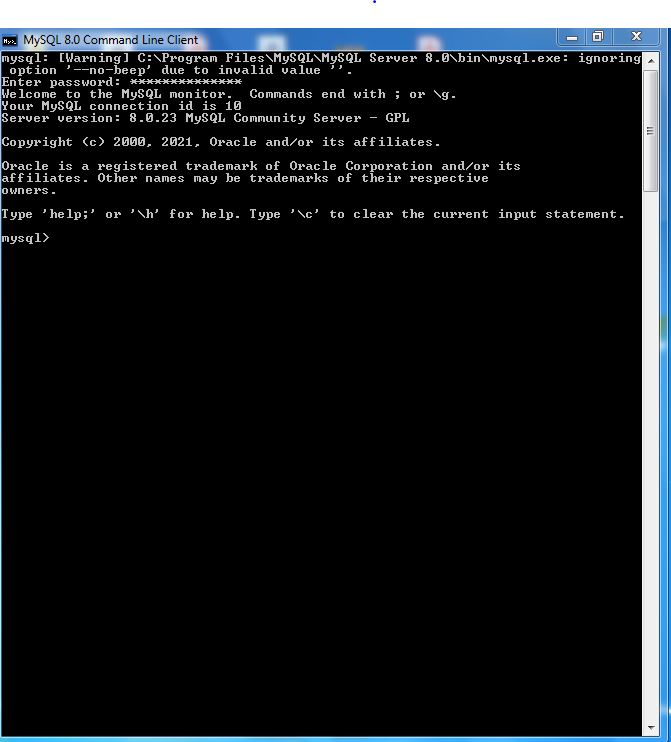 MySQL 8.0 Command Line Client
mysql: [Warning] C:\Program Files\MySQL\MySQL Server 8.0\bin\mysql.exe: ignoring
option '--no-beep' due to invalid value ''.
Enter password: **************
Welcome to the MySQL monitor.  Commands end with ; or \g.
Your MySQL connection id is 10
Server version: 8.0.23 MySQL Community Server - GPL
Copyright (c) 2000, 2021, Oracle and/or its affiliates.
Oracle is a registered trademark of Oracle Corporation and/or its
affiliates. Other names may be trademarks of their respective
owners.
Type 'help;' or '\h' for help. Type '\c' to clear the current input statement.
mysql>